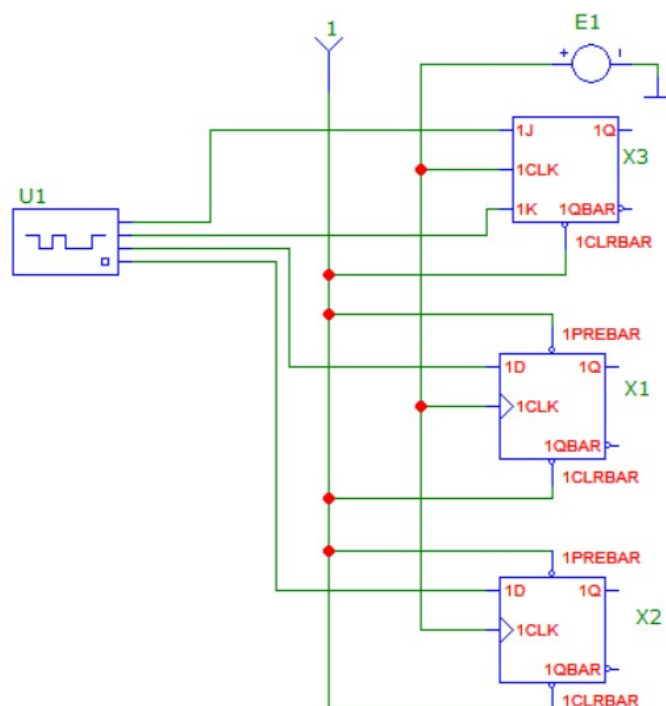 1
E1
+
-
1J
1Q
X3
1CLK
U1
1K
1QBAR
1CLRBAR
1PREBAR
1D
1Q
X1
1CLK
1QBAR
1CLRBAR
1PREBAR
1D
1Q
X2
1CLK
1QBAR
1CLRBAR